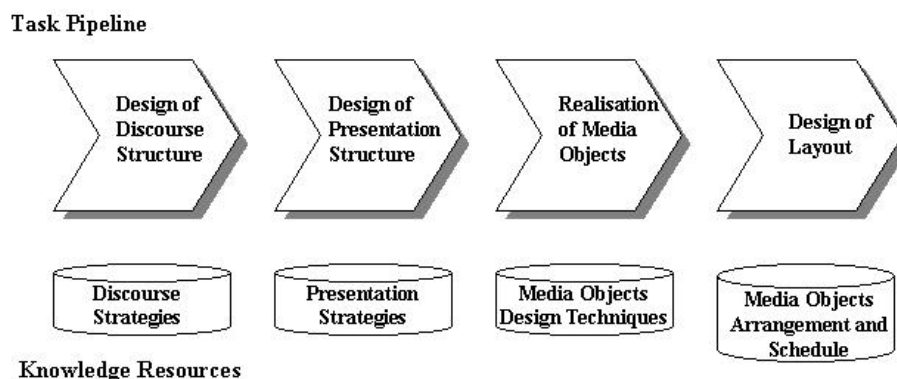 Task Pipeline
Design of
Discourse
Structure
Design of
Presentation
Structure
Realisation
of Media
Objects
Design of
Layout
Discourse
Strategies
Presentation
Strategies
Media Objects
Design Techniques
Media Objects
Arrangement and
Schedule
Knowledge Resources